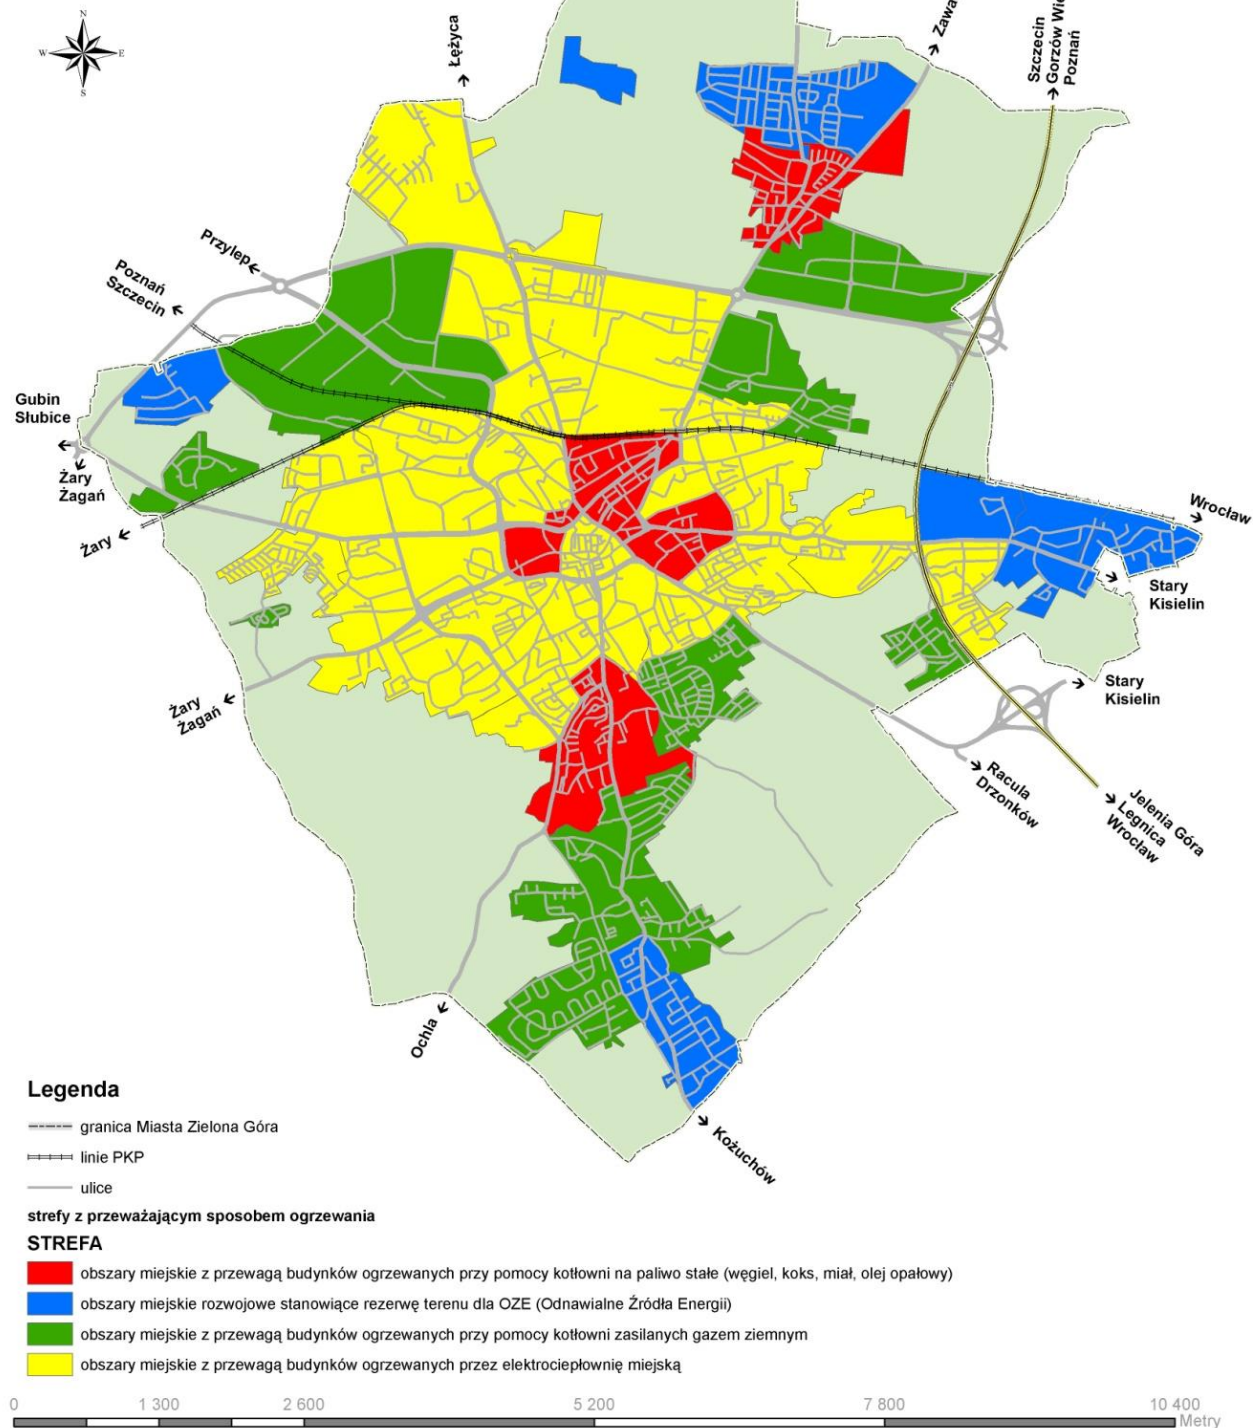 N
W
E
S
Łężyca
Szczecin
Poznań
Przylep
Poznań
Szczecin
Gubin
Słubice
Żary
Żagań
Żary
Wrocław
Stary
Kisielin
Stary
Kisielin
Żary
Żagań
Racula
Drzonków
Jelenia Góra
Legnica
Wrocław
Ochla
Kożuchów
Legenda
granica Miasta Zielona Góra
linie PKP
ulice
strefy z przeważającym sposobem ogrzewania
STREFA
obszary miejskie z przewagą budynków ogrzewanych przy pomocy kotłowni na paliwo stałe (węgiel, koks, miał, olej opałowy)
obszary miejskie rozwojowe stanowiące rezerwę terenu dla OZE (Odnawialne Źródła Energii)
obszary miejskie z przewagą budynków ogrzewanych przy pomocy kotłowni zasilanych gazem ziemnym
obszary miejskie z przewagą budynków ogrzewanych przez elektrociepłownię miejską
0 1 300 2 600 5 200 7 800 10 400
Metry